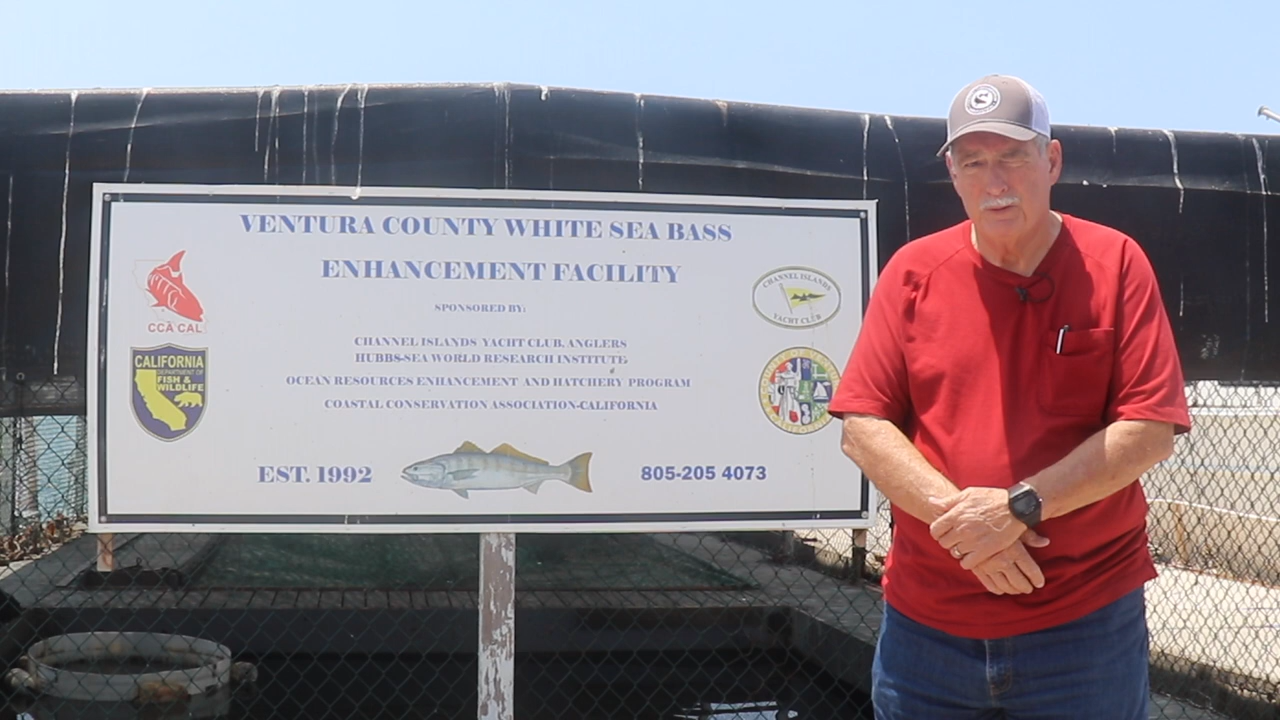 VENTURA COUNTY WHITE SEA BASS
ENHANCEMENT FACILITY
SPONSORED BY:
CHANNEL ISLANDS YACHT CLUB, ANGLERS
HUBBS-SEA WORLD RESEARCH INSTITUTE
OCEAN RESOURCES ENHANCEMENT AND HATCHERY PROGRAM
COASTAL CONSERVATION ASSOCIATION-CALIFORNIA
EST. 1992
805-205 4073
CCA CAL
CALIFORNIA
DEPARTMENT OF
FISH &
WILDLIFE
CHANNEL ISLANDS
YACHT CLUB
COUNTY OF